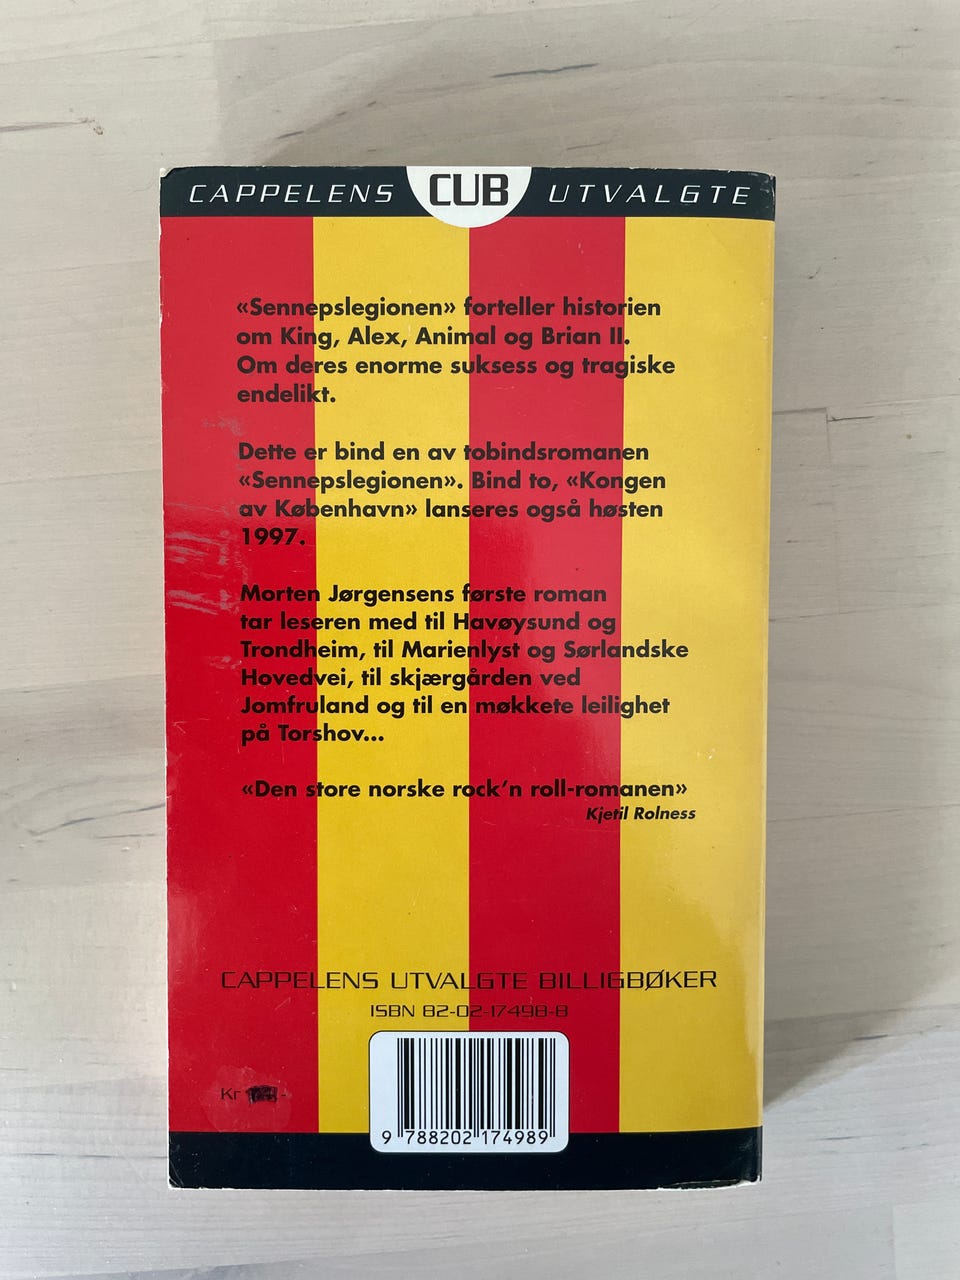 CAPPELENS CUB UTVALGTE
«Sennepslegionen» forteller historien
om King, Alex, Animal og Brian II.
Om deres enorme suksess og tragiske
endelikt.
Dette er bind en av tobindsromanen
«Sennepslegionen». Bind to, «Kongen
av København» lanseres også høsten
1997.
Morten Jørgensens første roman
tar leseren med til Havøysund og
Trondheim, til Marienlyst og Sørlandske
Hovedvei, til skjærgården ved
Jomfruland og til en møkkete leilighet
på Torshov...
«Den store norske rock'n roll-romanen»
Kjetil Rolness
CAPPELENS UTVALGTE BILLIGBØKER
ISBN 82-02-17498-8
Kr -
9 788202 174989